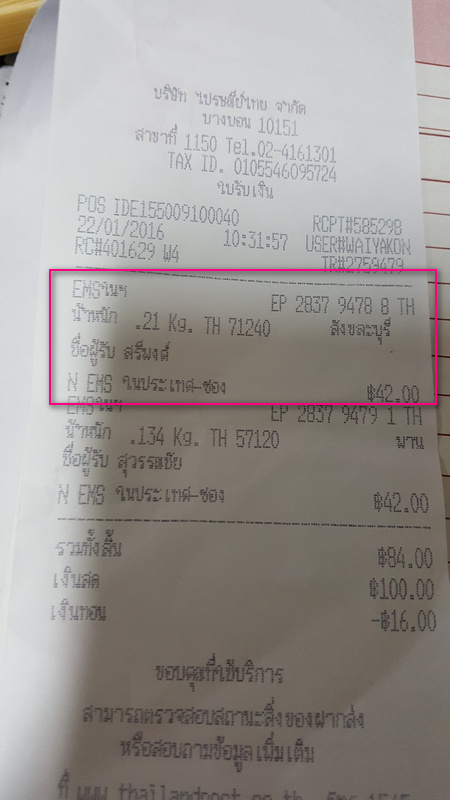 บริษัท ไปรษณีย์ไทย จำกัด
บางบอน 10151
สาขาที่ 1150 Tel.02-4161301
TAX ID. 0105546095724
ใบรับเงิน
POS IDE155009100040 RCPT#585298
22/01/2016 10:31:57 USER#WAIYAKON
RC#401629 W4 TR#2759479
EMSในฯ EP 2837 9478 8 TH
น้ำหนัก .21 Kg. TH 71240 สังขละบุรี
ชื่อผู้รับ ศรีพงศ์
N EMS ในประเทศ-ซอง ฿42.00
EMSในฯ EP 2837 9479 1 TH
น้ำหนัก .134 Kg. TH 57120 พาน
ชื่อผู้รับ สุวรรณชัย
N EMS ในประเทศ-ซอง ฿42.00
รวมทั้งสิ้น ฿84.00
เงินสด ฿100.00
เงินทอน -฿16.00
ขอบคุณที่ใช้บริการ
สามารถตรวจสอบสถานะสิ่งของฝากส่ง
หรือสอบถามข้อมูลเพิ่มเติม
ที่ www.thailandpost.co.th